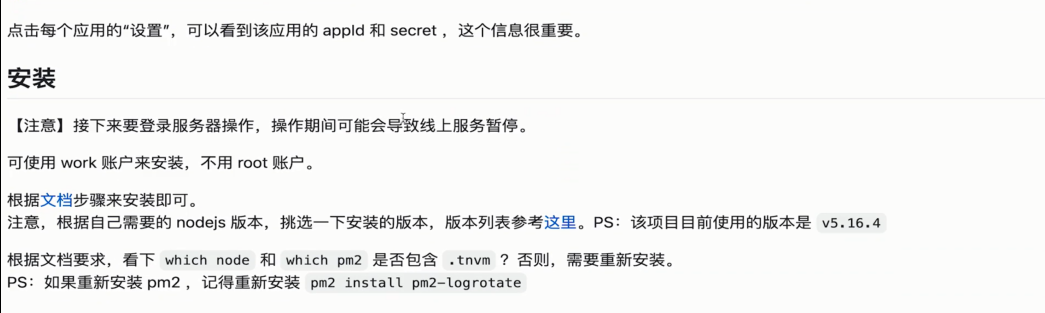 点击每个应用的“设置”，可以看到该应用的 appId 和 secret ，这个信息很重要。
安装
【注意】接下来要登录服务器操作，操作期间可能会导致线上服务暂停。
可使用 work 账户来安装，不用 root 账户。
根据文档步骤来安装即可。
注意，根据自己需要的 nodejs 版本，挑选一下安装的版本，版本列表参考这里。PS：该项目目前使用的版本是 v5.16.4
根据文档要求，看下 which node 和 which pm2 是否包含 .tnvm ？否则，需要重新安装。
PS：如果重新安装 pm2 ，记得重新安装 pm2 install pm2-logrotate